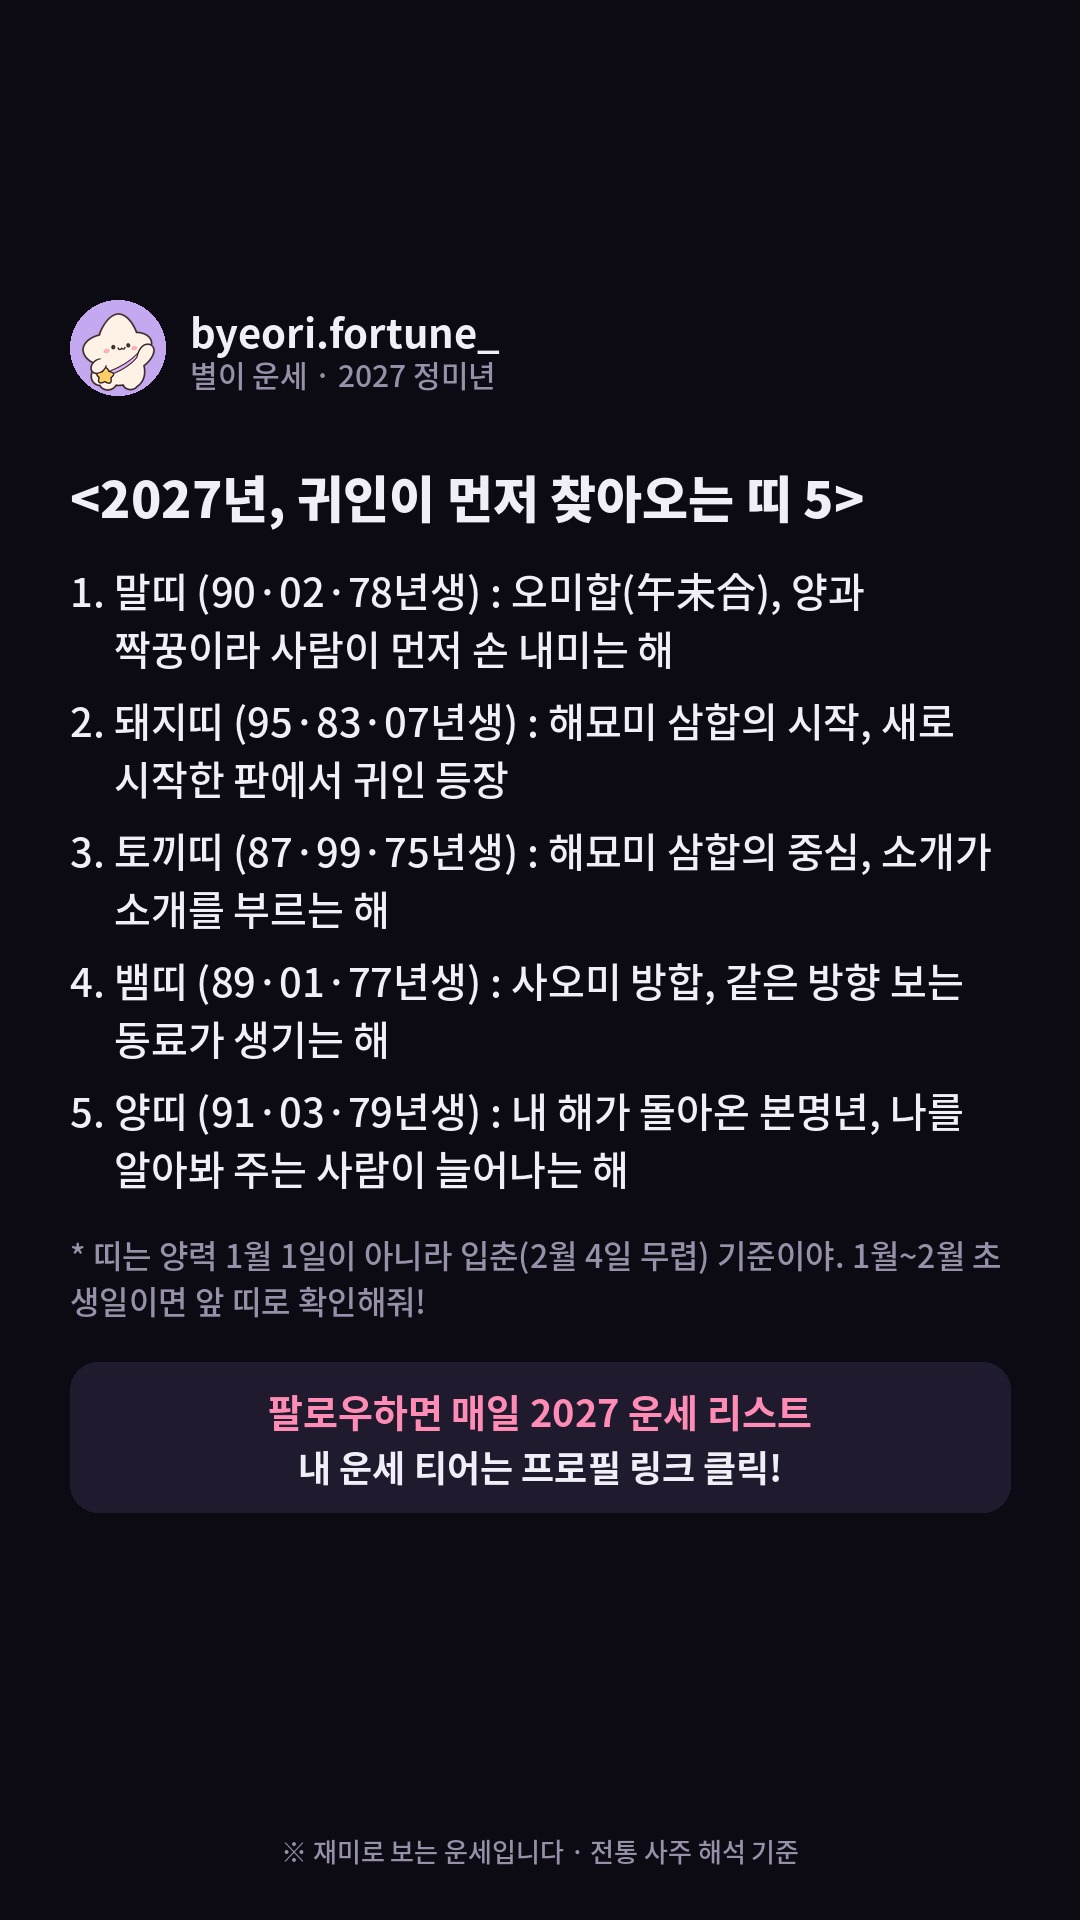 byeori.fortune_
별이 운세 · 2027 정미년
<2027년, 귀인이 먼저 찾아오는 띠 5>
1. 말띠 (90·02·78년생) : 오미합(午未合), 양과
짝꿍이라 사람이 먼저 손 내미는 해
2. 돼지띠 (95·83·07년생) : 해묘미 삼합의 시작, 새로
시작한 판에서 귀인 등장
3. 토끼띠 (87·99·75년생) : 해묘미 삼합의 중심, 소개가
소개를 부르는 해
4. 뱀띠 (89·01·77년생) : 사오미 방합, 같은 방향 보는
동료가 생기는 해
5. 양띠 (91·03·79년생) : 내 해가 돌아온 본명년, 나를
알아봐 주는 사람이 늘어나는 해
* 띠는 양력 1월 1일이 아니라 입춘(2월 4일 무렵) 기준이야. 1월~2월 초
생일이면 앞 띠로 확인해줘!
팔로우하면 매일 2027 운세 리스트
내 운세 티어는 프로필 링크 클릭!
※ 재미로 보는 운세입니다 · 전통 사주 해석 기준